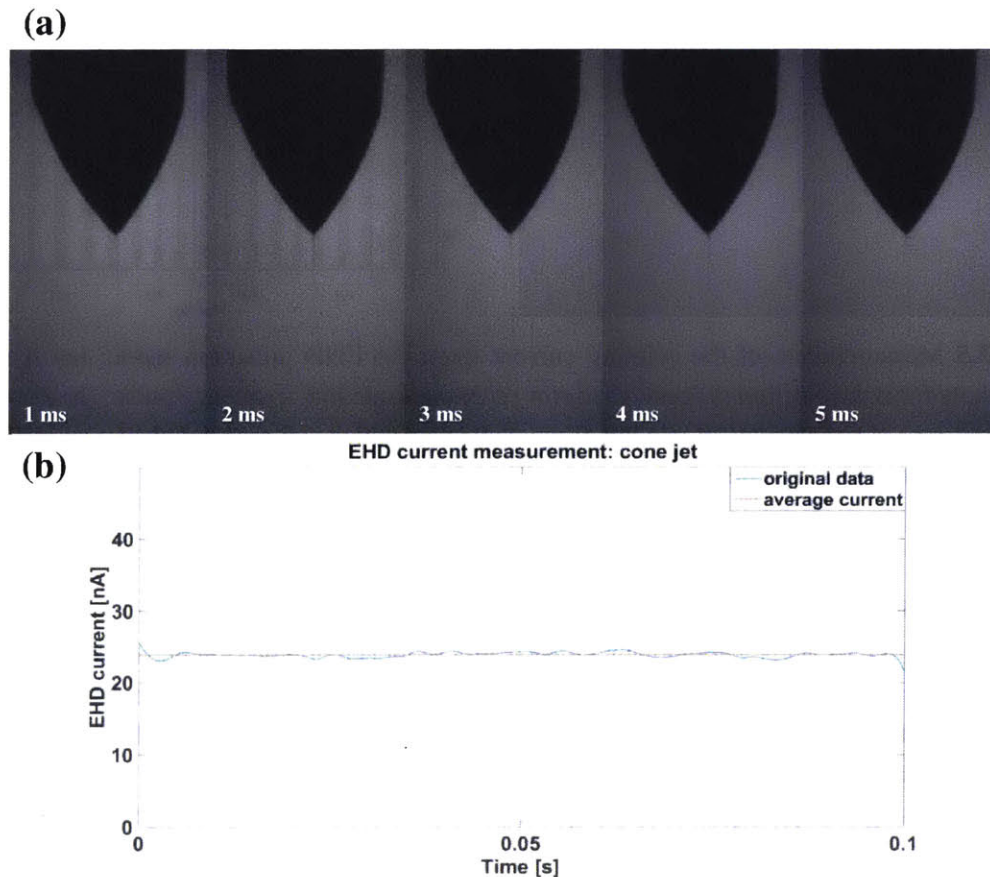 (a)
1 ms
2 ms
3 ms
4 ms
5 ms
(b)
EHD current measurement: cone jet
original data
average current
EHD current [nA]
40
30
20
10
0
0
0.05
0.1
Time [s]